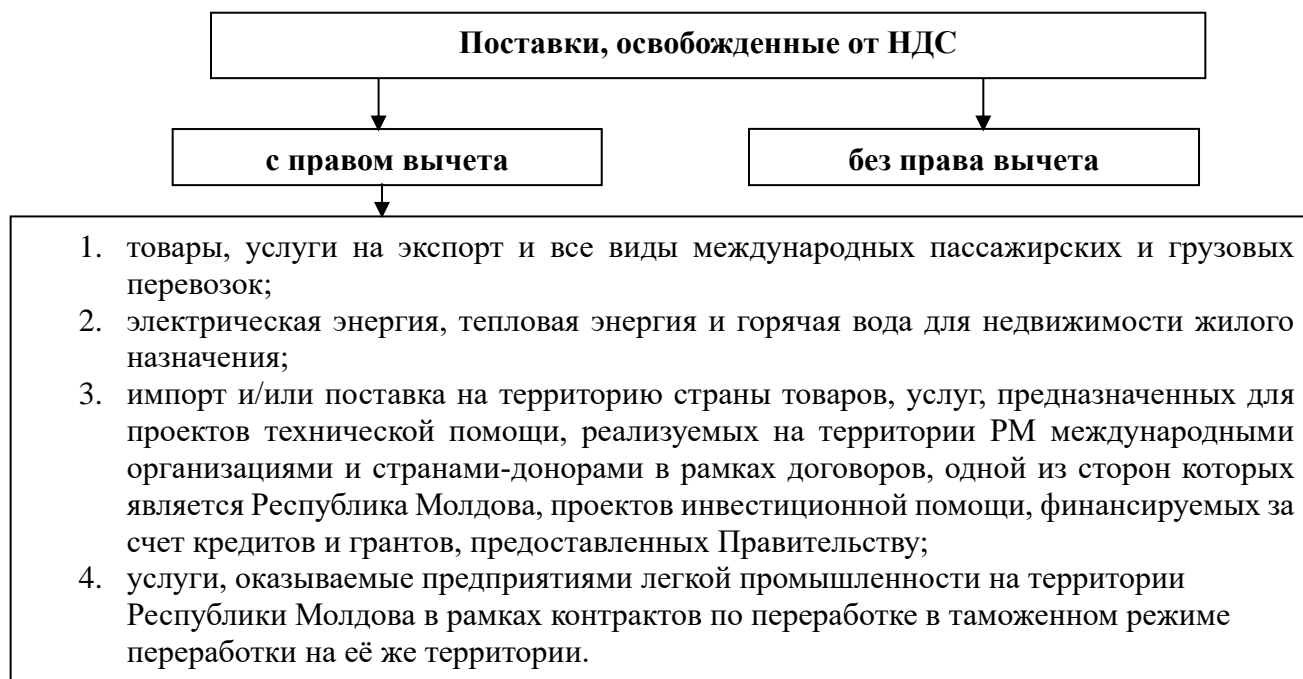 Поставки, освобожденные от НДС
с правом вычета
без права вычета
1. товары, услуги на экспорт и все виды международных пассажирских и грузовых
перевозок;
2. электрическая энергия, тепловая энергия и горячая вода для недвижимости жилого
назначения;
3. импорт и/или поставка на территорию страны товаров, услуг, предназначенных для
проектов технической помощи, реализуемых на территории РМ международными
организациями и странами-донорами в рамках договоров, одной из сторон которых
является Республика Молдова, проектов инвестиционной помощи, финансируемых за
счет кредитов и грантов, предоставленных Правительству;
4. услуги, оказываемые предприятиями легкой промышленности на территории
Республики Молдова в рамках контрактов по переработке в таможенном режиме
переработки на её же территории.